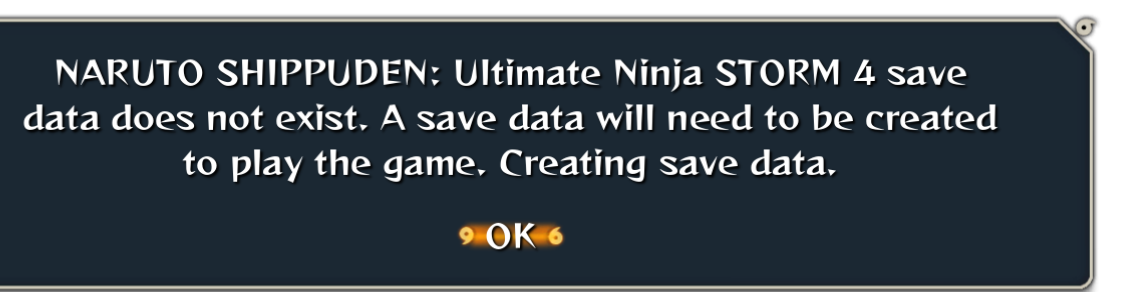 NARUTO SHIPPUDEN: Ultimate Ninja STORM 4 save
data does not exist. A save data will need to be created
to play the game. Creating save data.
OK